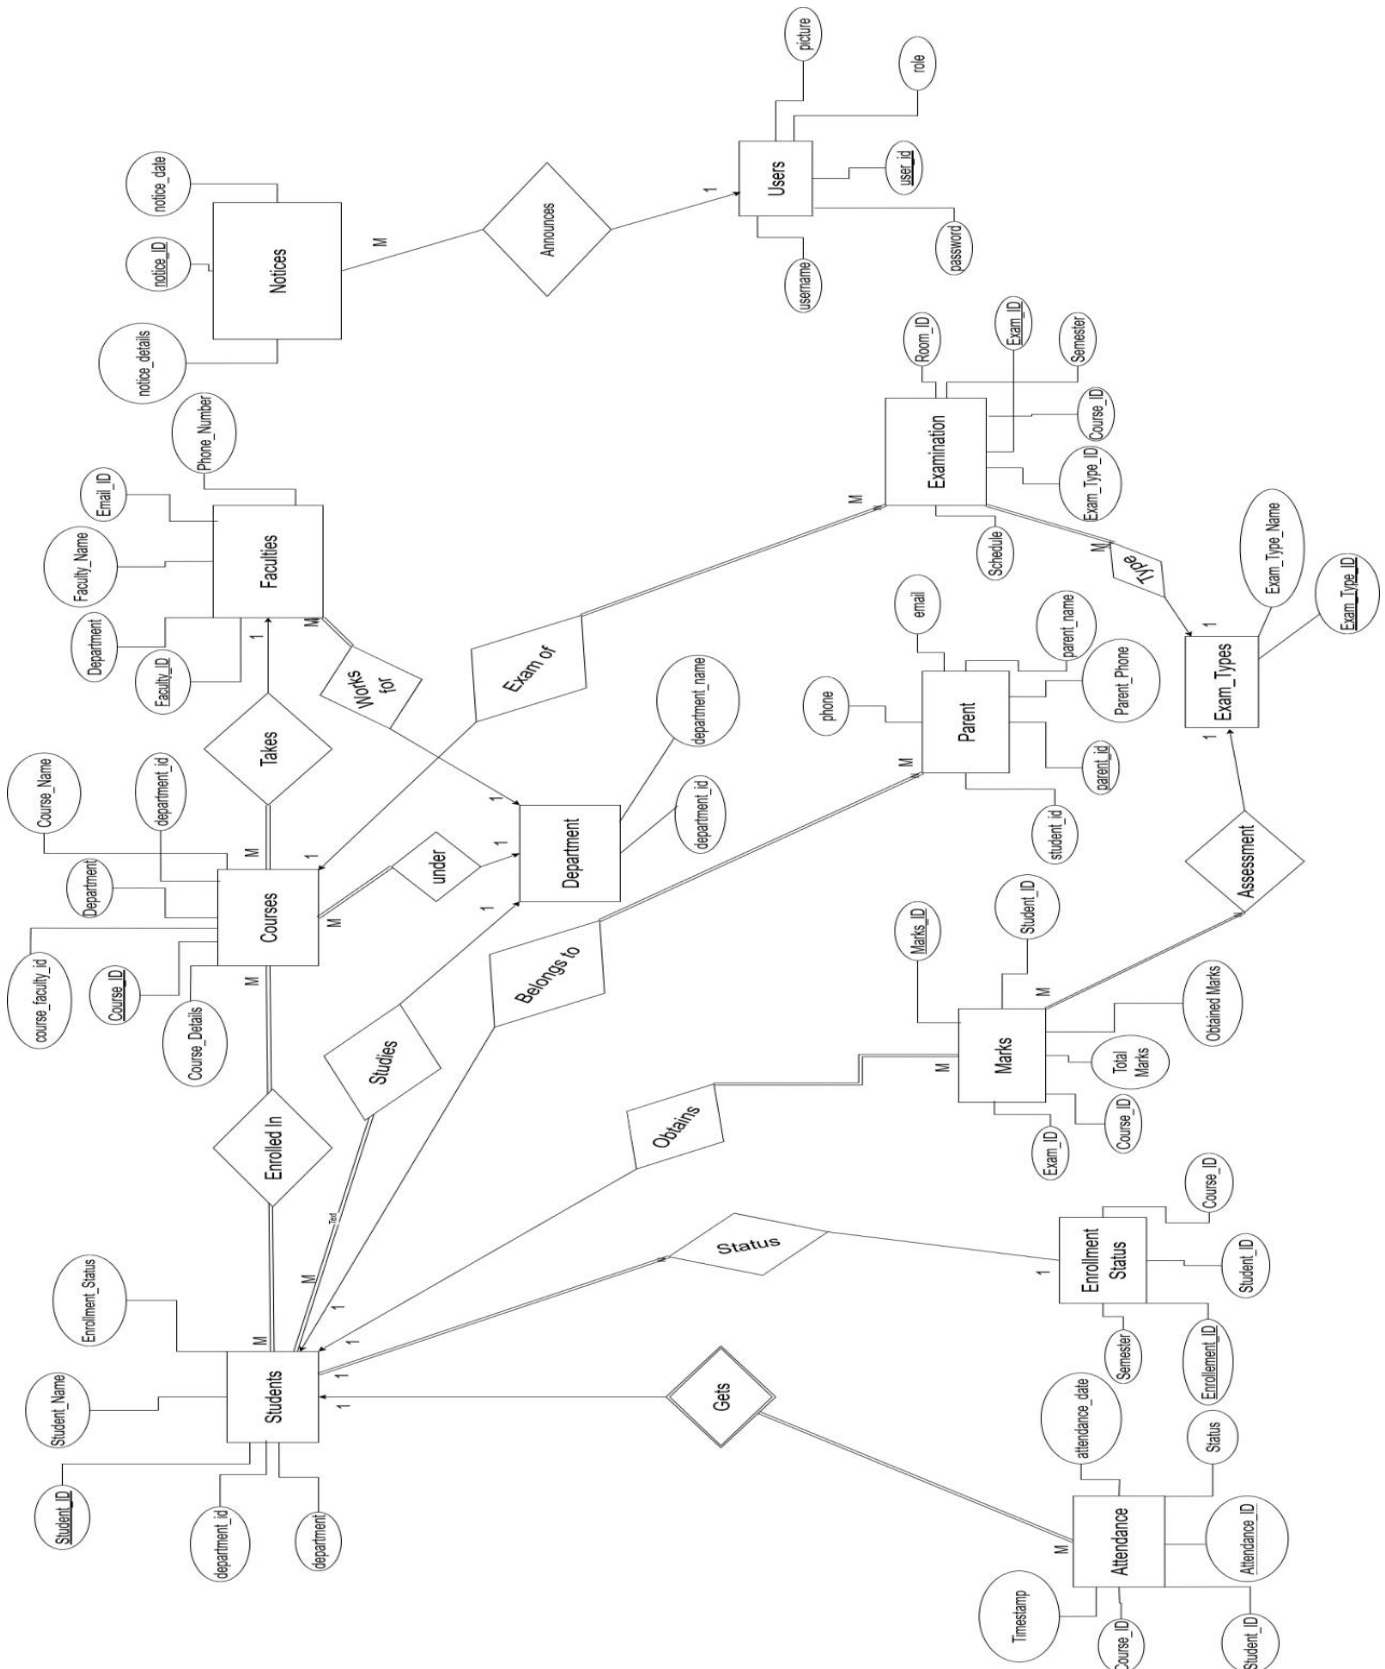 Student_ID
Student_Name
Enrollment_Status
course_faculty_id
Course_Name
Course_ID
Department
Department
Faculty_Name
Email_ID
notice_details
notice_ID
notice_date
Course_Details
department_id
Faculty_ID
Phone_Number
department_id
department
Students
M
Enrolled In
M
Courses
M
Takes
1
Faculties
Notices
M
Text
M
Studies
1
M
under
1
M
Works
for
1
M
Announces
1
1
Belongs to
M
1
Exam of
M
Department
department_id
department_name
1
Obtains
M
1
Status
1
1
Gets
M
Users
username
password
user_id
role
picture
phone
email
Parent
student_id
parent_id
Parent_Phone
parent_name
Examination
Room_ID
Exam_ID
Semester
Schedule
Exam_Type_ID
Course_ID
Marks_ID
Student_ID
Marks
Exam_ID
Course_ID
Total
Marks
Obtained Marks
M
Assessment
1
M
Type
1
Exam_Types
Exam_Type_Name
Exam_Type_ID
Enrollment
Status
Semester
Enrollement_ID
Student_ID
Course_ID
Timestamp
attendance_date
Attendance
Course_ID
Status
Attendance_ID
Student_ID